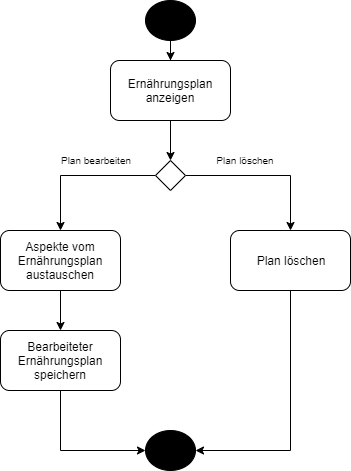 Ernährungsplan
anzeigen
Plan bearbeiten
Plan löschen
Aspekte vom
Ernährungsplan
austauschen
Plan löschen
Bearbeiteter
Ernährungsplan
speichern